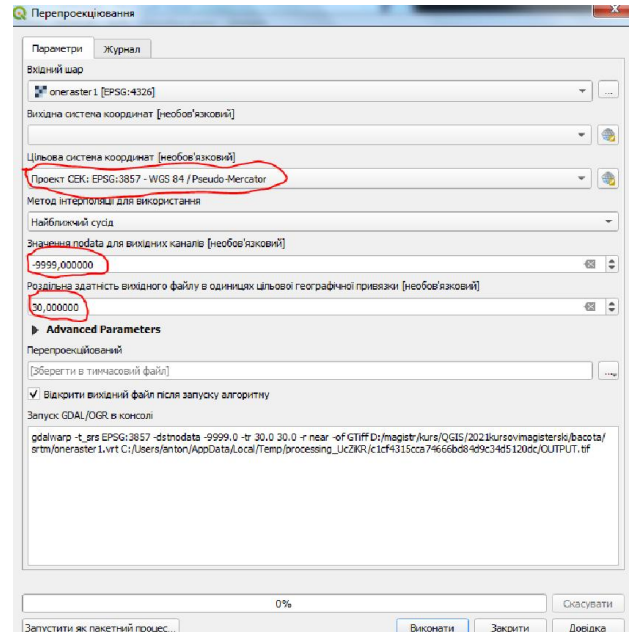 Перепроекціювання
Параметри
Журнал
Вхідний шар
oneraster1 [EPSG:4326]
...
Вихідна система координат [необов'язковий]
Цільова система координат [необов'язковий]
Проект СЕК: EPSG:3857 - WGS 84 / Pseudo-Mercator
Метод інтерполяції для використання
Найближчий сусід
Значення nodata для вихідних каналів [необов'язковий]
-9999,000000
Роздільна здатність вихідного файлу в одиницях цільової географічної привязки [необов'язковий]
30,000000
Advanced Parameters
Перепроекційований
[Зберегти в тимчасовий файл]
...
Відкрити вихідний файл після запуску алгоритму
Запуск GDAL/OGR в консолі
gdalwarp -t_srs EPSG:3857 -dstnodata -9999.0 -tr 30.0 30.0 -r near -of GTiff D:/magistr/kurs/QGIS/2021kursovimagisterski/bacota/
srtm/oneraster1.vrt C:/Users/anton/AppData/Local/Temp/processing_UcZiKR/c1cf4315cca74666bd84d9c34d5120dc/OUTPUT.tif
0%
Скасувати
Запустити як пакетний процес...
Виконати
Закрити
Довідка